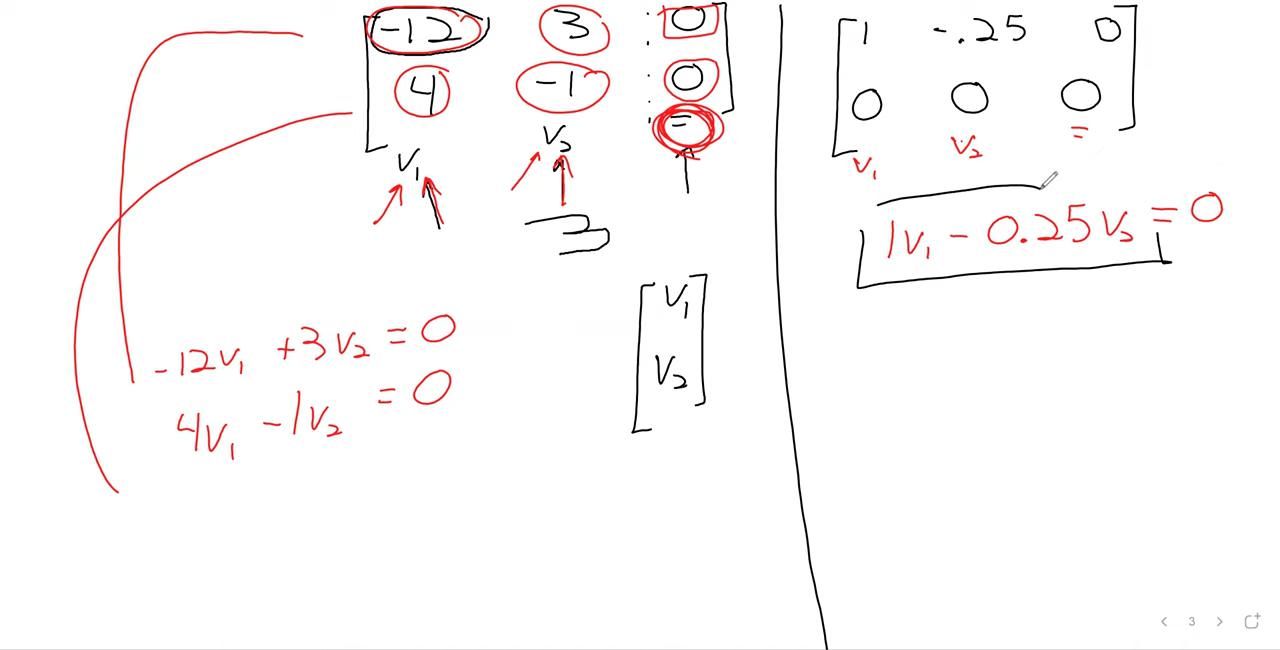 -12 3 : 0
4 -1 : 0
v₁ v₂ =
3
-12v₁ +3v₂ = 0
4v₁ -1v₂ = 0
v₁
v₂
1 -.25 0
0 0 0
v₁ v₂ =
1v₁ - 0.25v₂ = 0
3